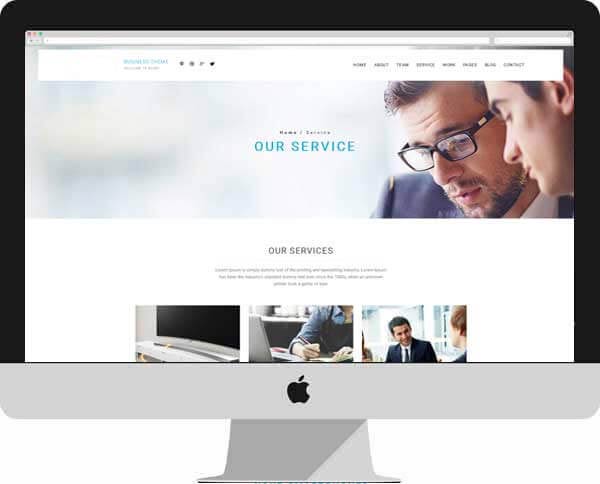 BUSINESS THEME
HOME ABOUT TEAM SERVICE WORK PAGES BLOG CONTACT
Home / Service
OUR SERVICE
OUR SERVICES
Lorem Ipsum is simply dummy text of the printing and typesetting industry. Lorem Ipsum
has been the industry's standard dummy text ever since the 1500s, when an unknown
printer took a galley of type